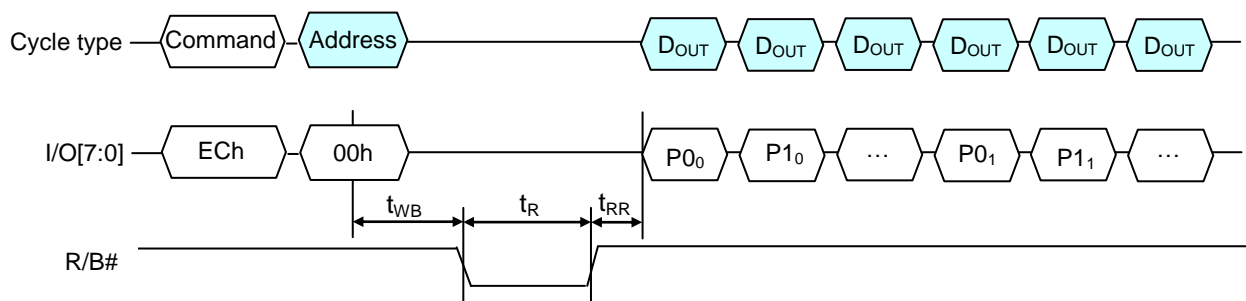 Cycle type Command Address DOUT DOUT DOUT DOUT DOUT DOUT
I/O[7:0] ECh 00h P00 P10 … P01 P11 …
tWB tR tRR
R/B#